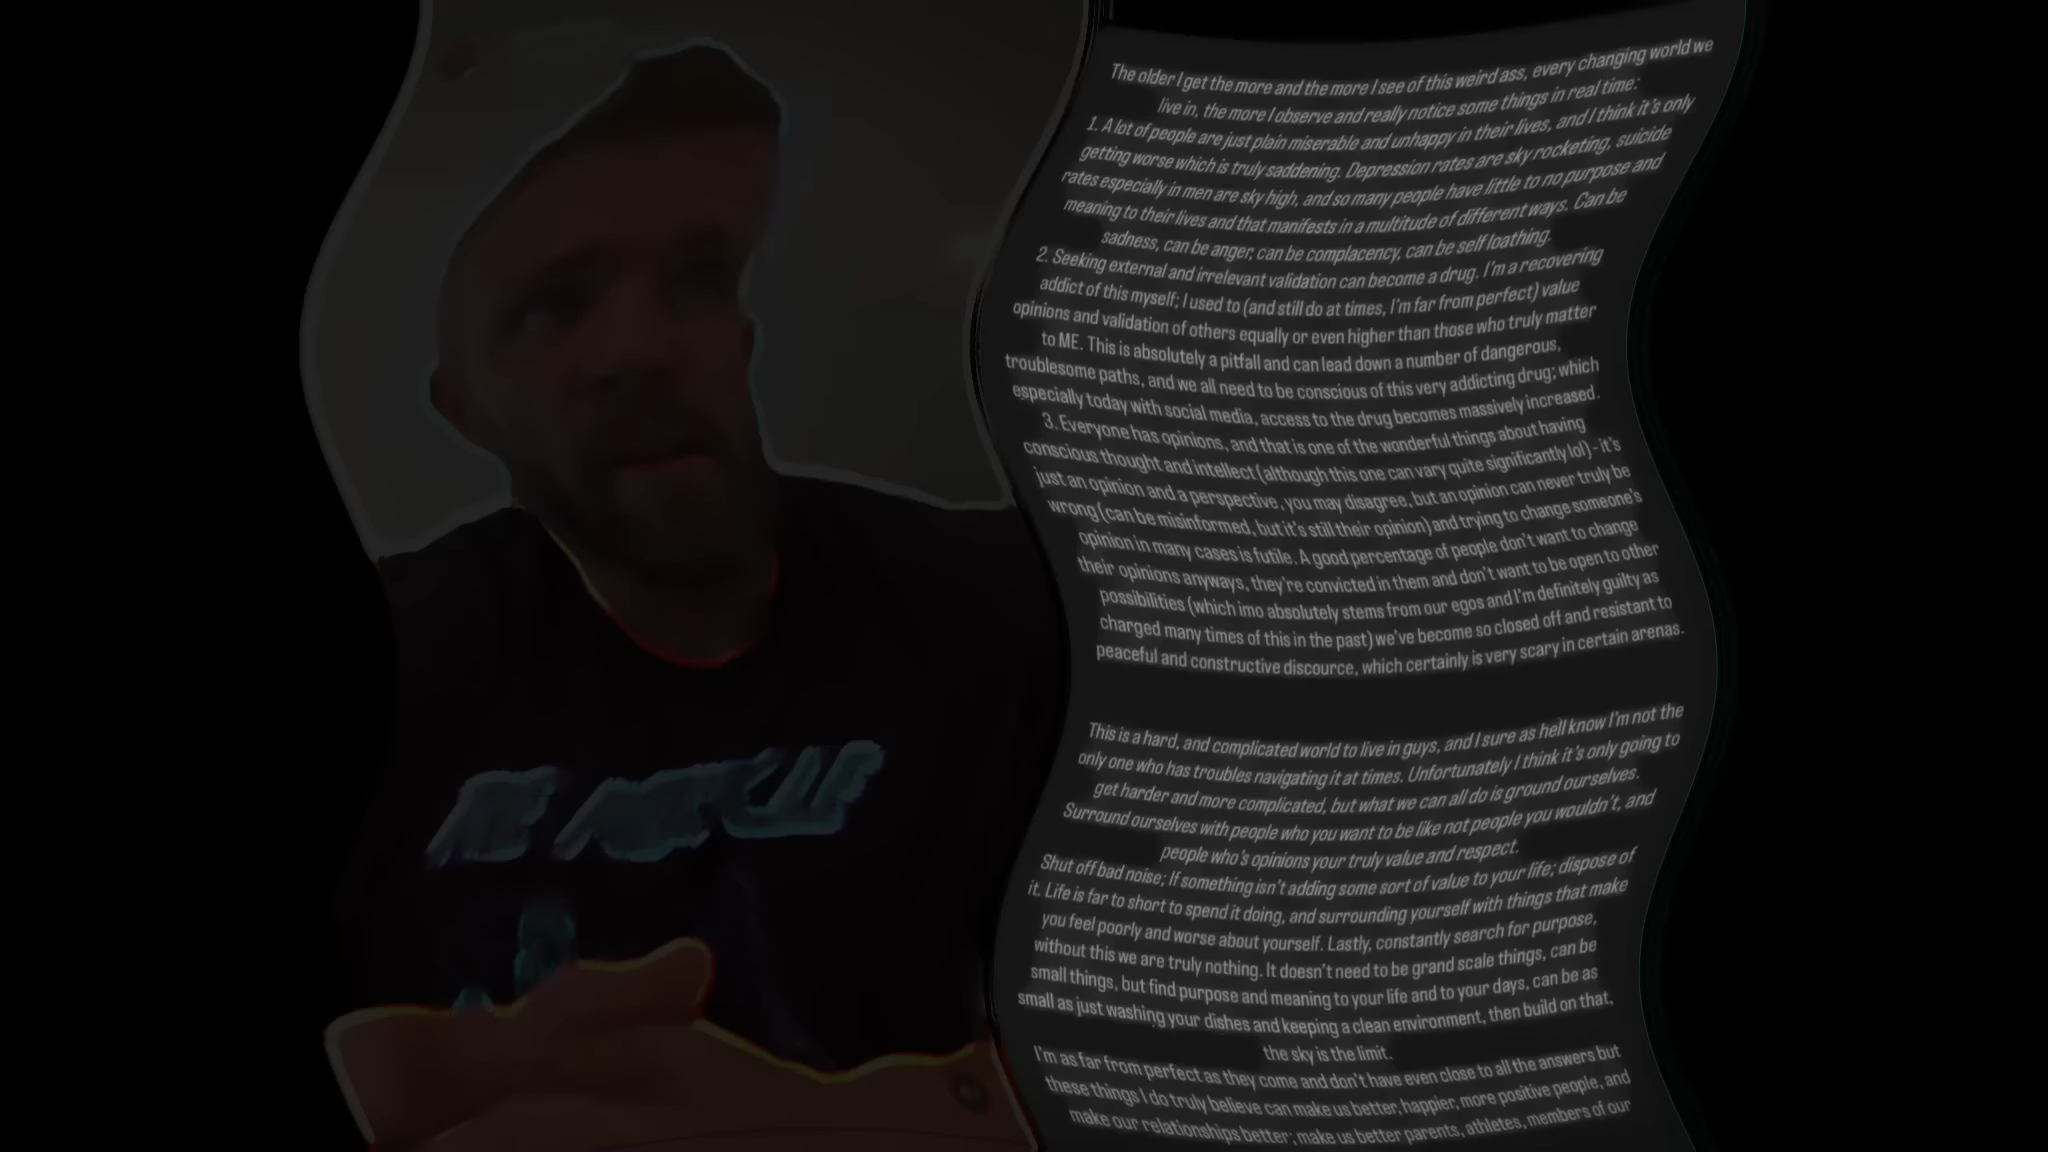 The older I get the more and the more I see of this weird ass, every changing world we
live in, the more I observe and really notice some things in real time:
1. A lot of people are just plain miserable and unhappy in their lives, and I think it's only
getting worse which is truly saddening. Depression rates are sky rocketing, suicide
rates especially in men are sky high, and so many people have little to no purpose and
meaning to their lives and that manifests in a multitude of different ways. Can be
sadness, can be anger, can be complacency, can be self loathing.
2. Seeking external and irrelevant validation can become a drug. I'm a recovering
addict of this myself; I used to (and still do at times, I'm far from perfect) value
opinions and validation of others equally or even higher than those who truly matter
to ME. This is absolutely a pitfall and can lead down a number of dangerous,
troublesome paths, and we all need to be conscious of this very addicting drug; which
especially today with social media, access to the drug becomes massively increased.
3. Everyone has opinions, and that is one of the wonderful things about having
conscious thought and intellect (although this one can vary quite significantly lol) - it's
just an opinion and a perspective, you may disagree, but an opinion can never truly be
wrong (can be misinformed, but it's still their opinion) and trying to change someone's
opinion in many cases is futile. A good percentage of people don't want to change
their opinions anyways, they're convicted in them and don't want to be open to other
possibilities (which imo absolutely stems from our egos and I'm definitely guilty as
charged many times of this in the past) we've become so closed off and resistant to
peaceful and constructive discource, which certainly is very scary in certain arenas.
This is a hard, and complicated world to live in guys, and I sure as hell know I'm not the
only one who has troubles navigating it at times. Unfortunately I think it's only going to
get harder and more complicated, but what we can all do is ground ourselves.
Surround ourselves with people who you want to be like not people you wouldn't, and
people who's opinions your truly value and respect.
Shut off bad noise; If something isn't adding some sort of value to your life; dispose of
it. Life is far to short to spend it doing, and surrounding yourself with things that make
you feel poorly and worse about yourself. Lastly, constantly search for purpose,
without this we are truly nothing. It doesn't need to be grand scale things, can be
small things, but find purpose and meaning to your life and to your days, can be as
small as just washing your dishes and keeping a clean environment, then build on that,
the sky is the limit.
I'm as far from perfect as they come and don't have even close to all the answers but
these things I do truly believe can make us better, happier, more positive people, and
make our relationships better; make us better parents, athletes, members of our